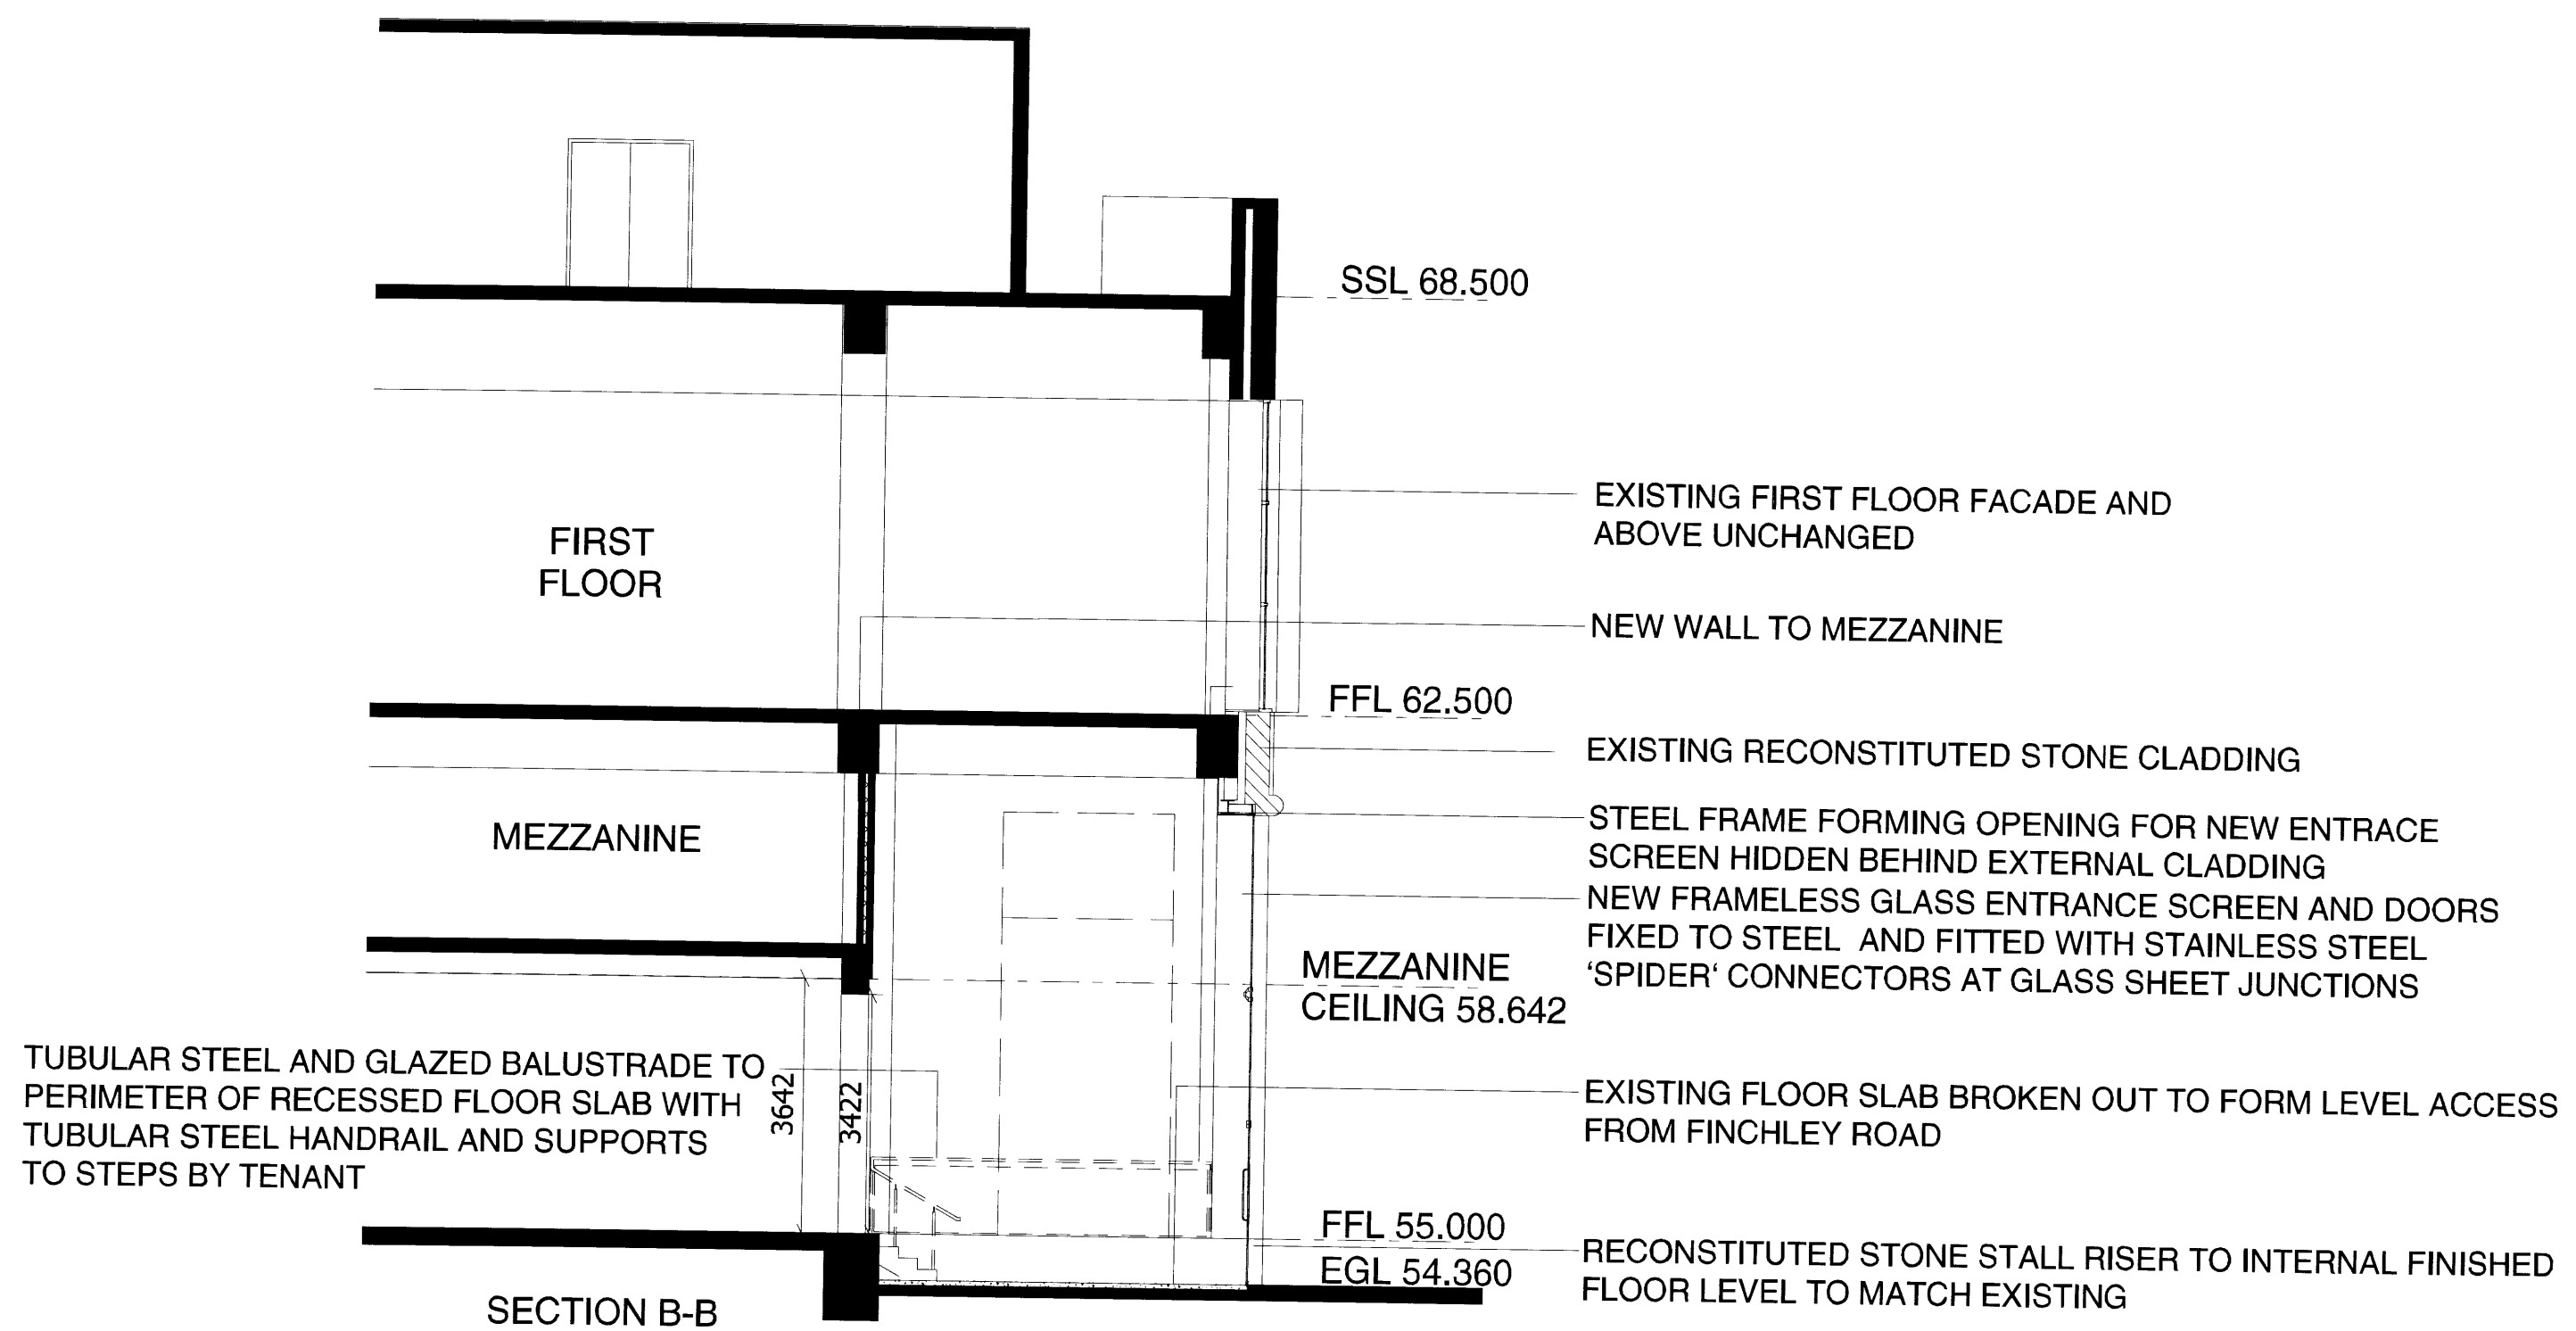 SSL 68.500
EXISTING FIRST FLOOR FACADE AND
ABOVE UNCHANGED
FIRST
FLOOR
NEW WALL TO MEZZANINE
FFL 62.500
EXISTING RECONSTITUTED STONE CLADDING
MEZZANINE
STEEL FRAME FORMING OPENING FOR NEW ENTRACE
SCREEN HIDDEN BEHIND EXTERNAL CLADDING
NEW FRAMELESS GLASS ENTRANCE SCREEN AND DOORS
FIXED TO STEEL AND FITTED WITH STAINLESS STEEL
‘SPIDER‘ CONNECTORS AT GLASS SHEET JUNCTIONS
MEZZANINE
CEILING 58.642
TUBULAR STEEL AND GLAZED BALUSTRADE TO
PERIMETER OF RECESSED FLOOR SLAB WITH
TUBULAR STEEL HANDRAIL AND SUPPORTS
TO STEPS BY TENANT
3642
3422
EXISTING FLOOR SLAB BROKEN OUT TO FORM LEVEL ACCESS
FROM FINCHLEY ROAD
FFL 55.000
EGL 54.360
RECONSTITUTED STONE STALL RISER TO INTERNAL FINISHED
FLOOR LEVEL TO MATCH EXISTING
SECTION B-B